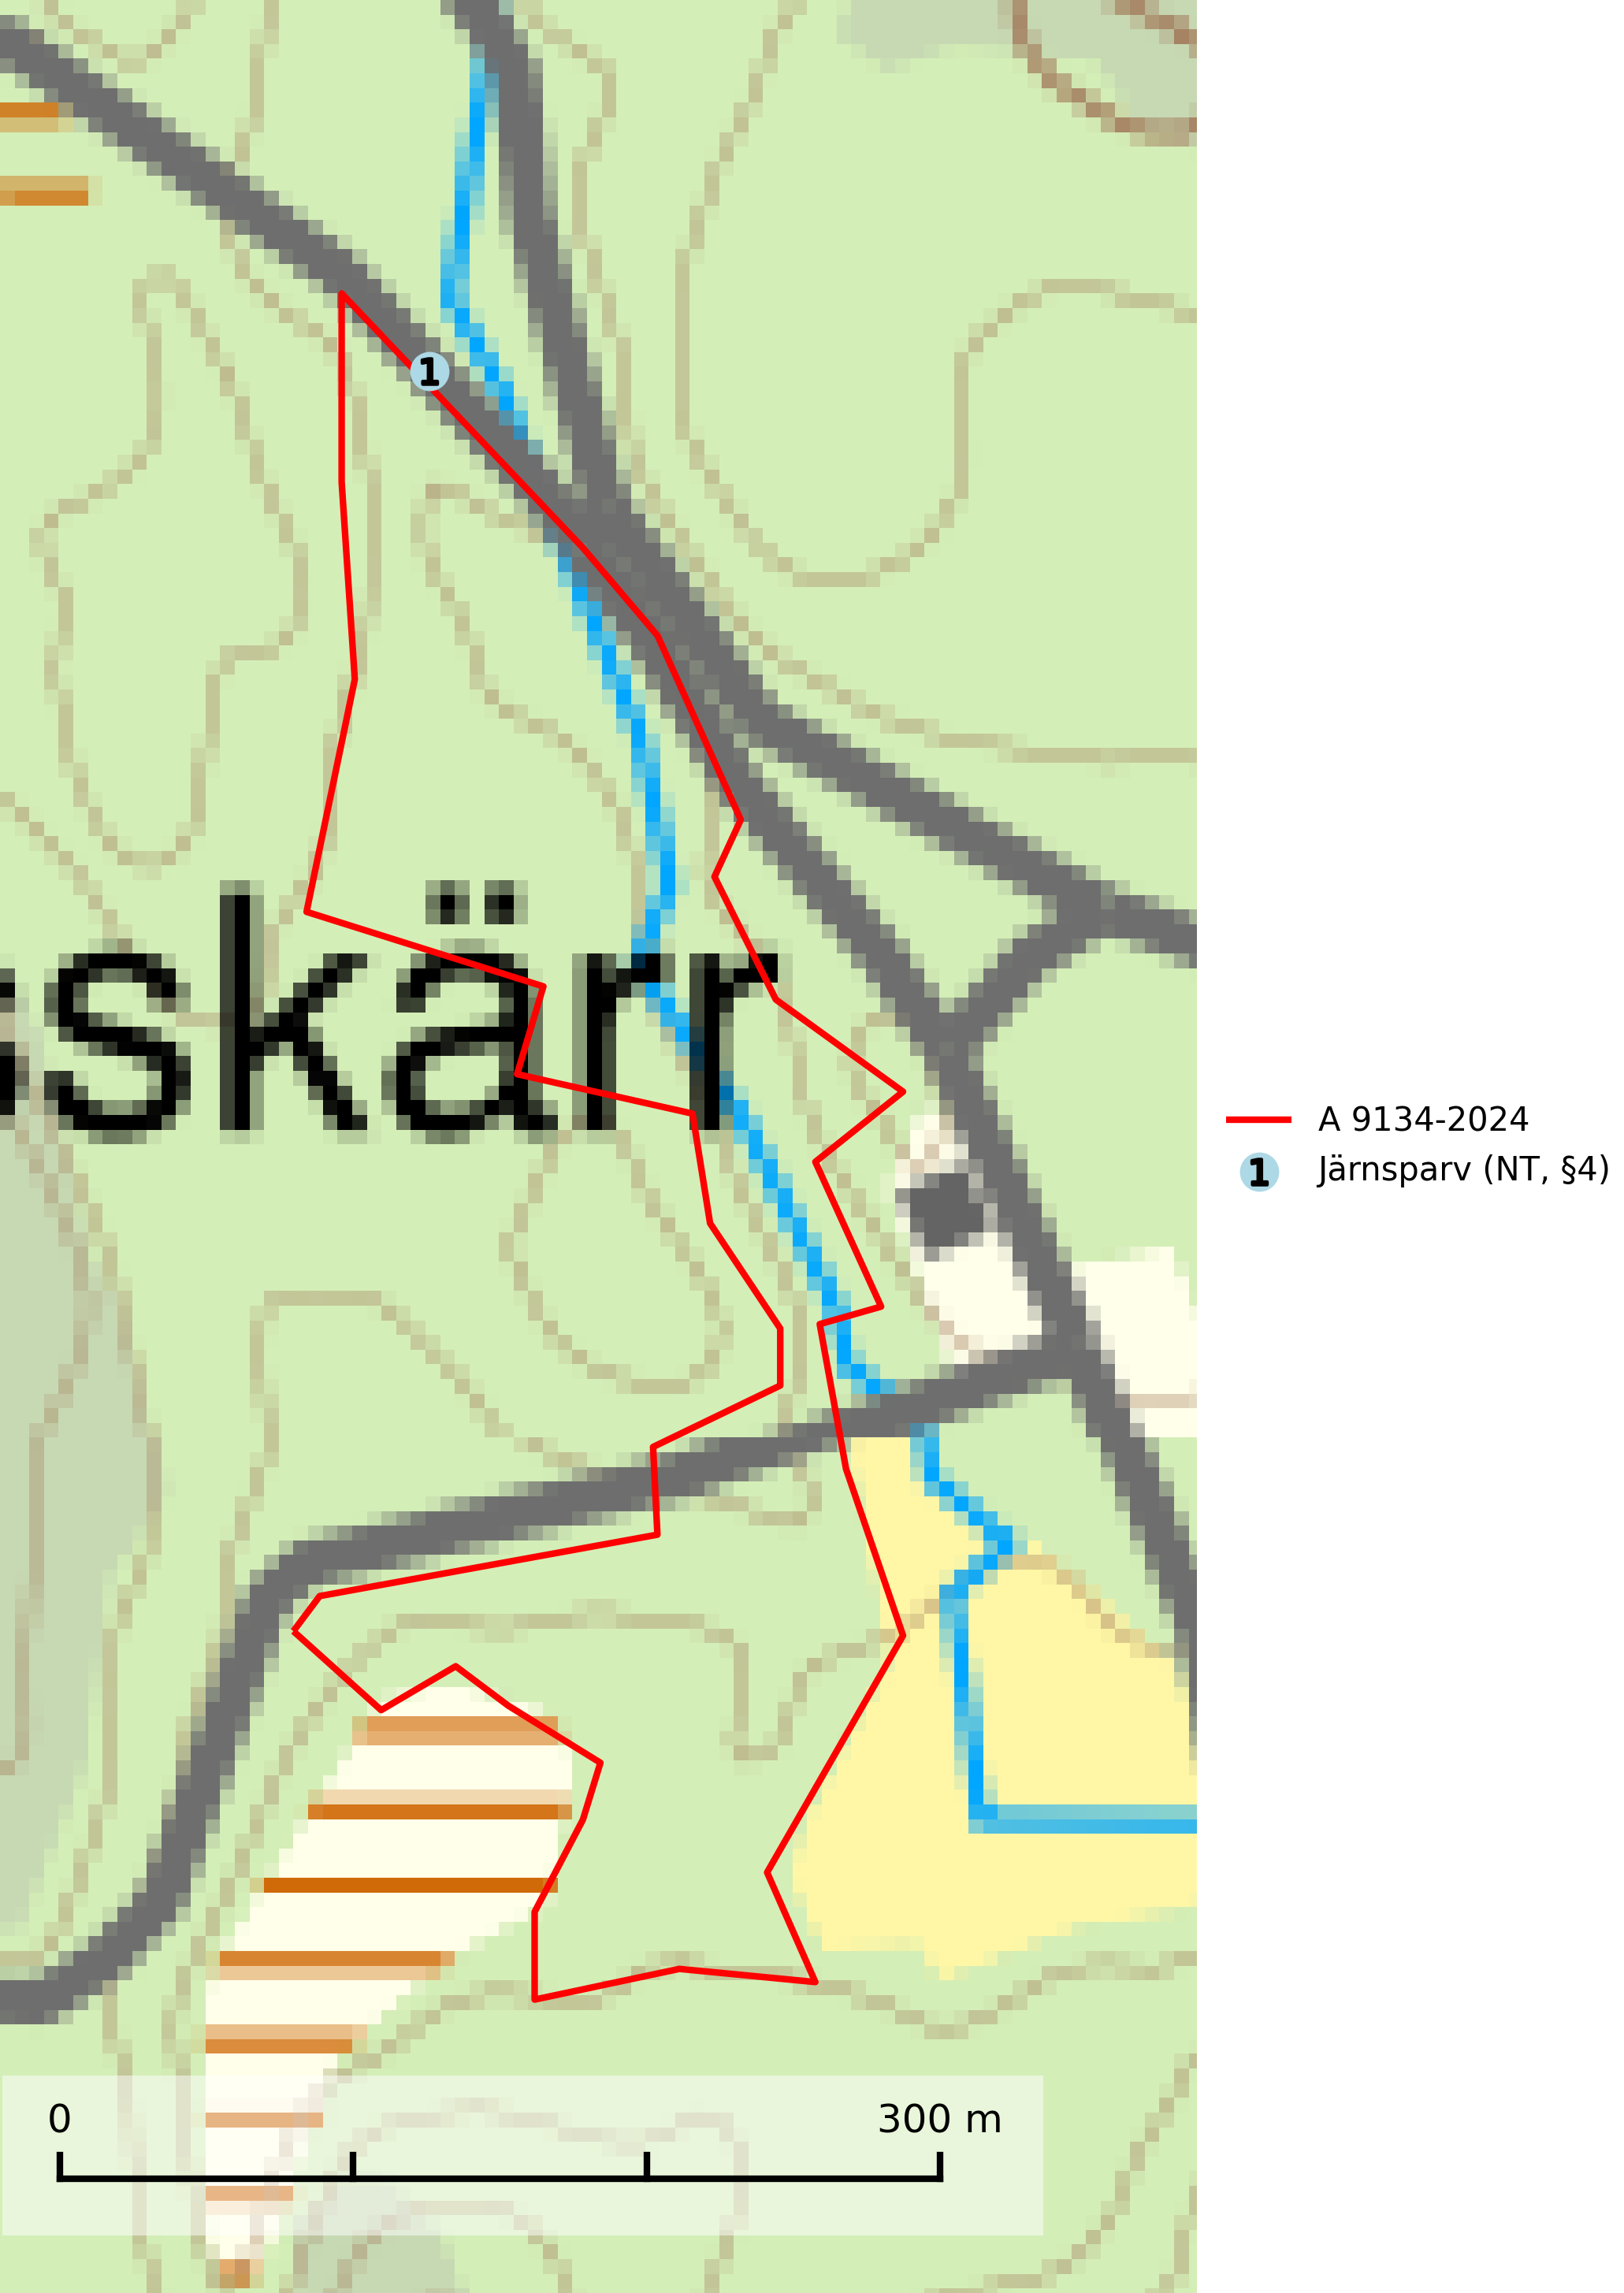 1
skärr
A 9134-2024
1 Järnsparv (NT, §4)
0 300 m